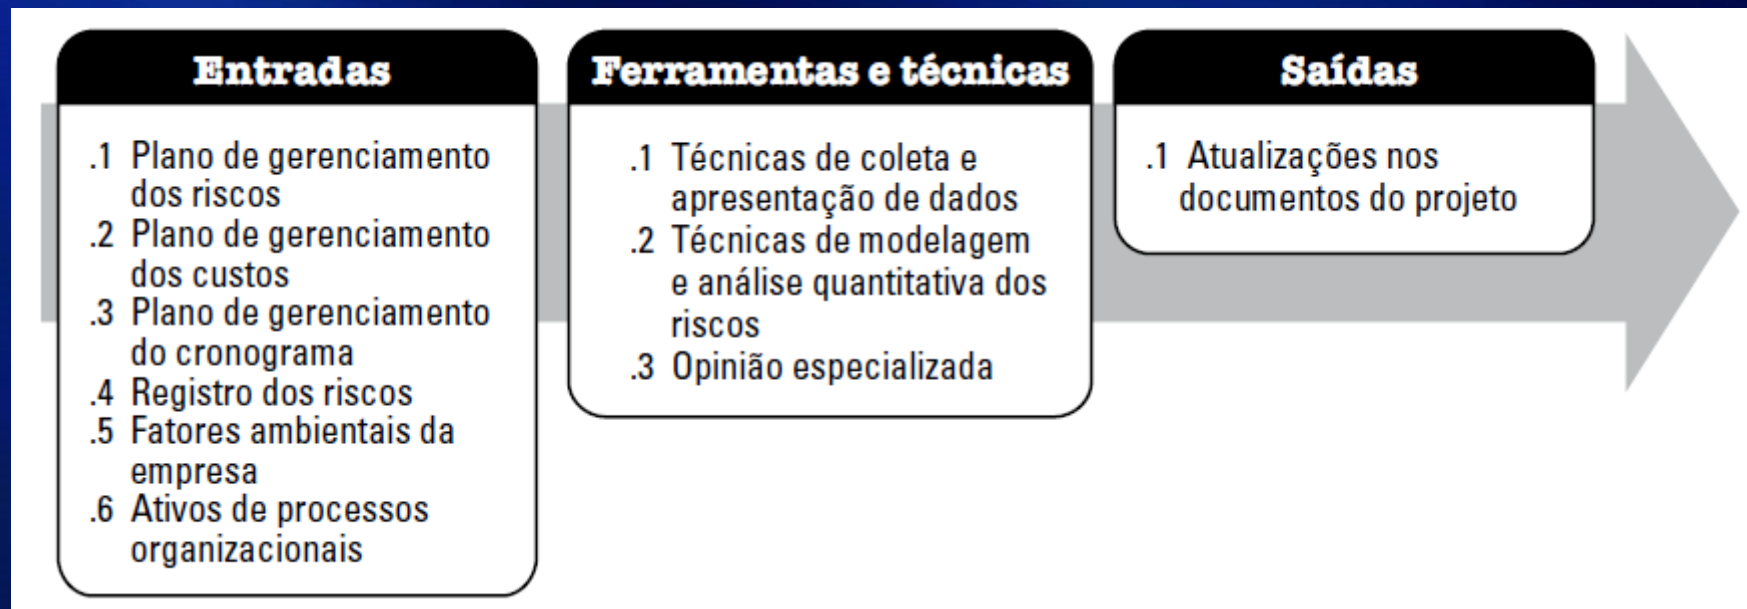 Entradas
.1 Plano de gerenciamento
dos riscos
.2 Plano de gerenciamento
dos custos
.3 Plano de gerenciamento
do cronograma
.4 Registro dos riscos
.5 Fatores ambientais da
empresa
.6 Ativos de processos
organizacionais
Ferramentas e técnicas
.1 Técnicas de coleta e
apresentação de dados
.2 Técnicas de modelagem
e análise quantitativa dos
riscos
.3 Opinião especializada
Saídas
.1 Atualizações nos
documentos do projeto